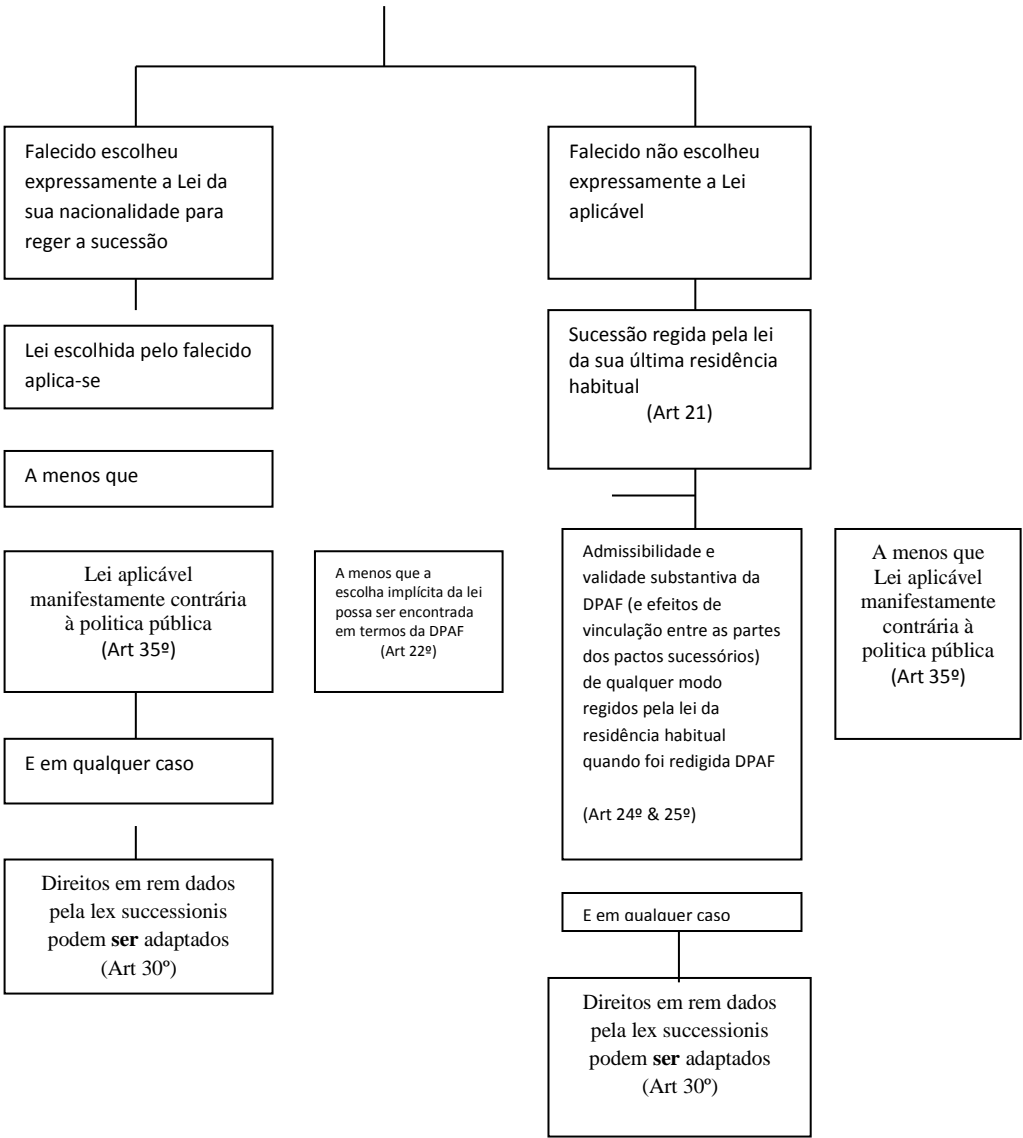 Falecido escolheu
expressamente a Lei da
sua nacionalidade para
reger a sucessão
Lei escolhida pelo falecido
aplica-se
A menos que
Lei aplicável
manifestamente contrária
à politica pública
(Art 35º)
E em qualquer caso
Direitos em rem dados
pela lex successionis
podem ser adaptados
(Art 30º)
A menos que a
escolha implícita da lei
possa ser encontrada
em termos da DPAF
(Art 22º)
Falecido não escolheu
expressamente a Lei
aplicável
Sucessão regida pela lei
da sua última residência
habitual
(Art 21)
Admissibilidade e
validade substantiva da
DPAF (e efeitos de
vinculação entre as partes
dos pactos sucessórios)
de qualquer modo
regidos pela lei da
residência habitual
quando foi redigida DPAF
(Art 24º & 25º)
E em qualquer caso
Direitos em rem dados
pela lex successionis
podem ser adaptados
(Art 30º)
A menos que
Lei aplicável
manifestamente
contrária à
politica pública
(Art 35º)